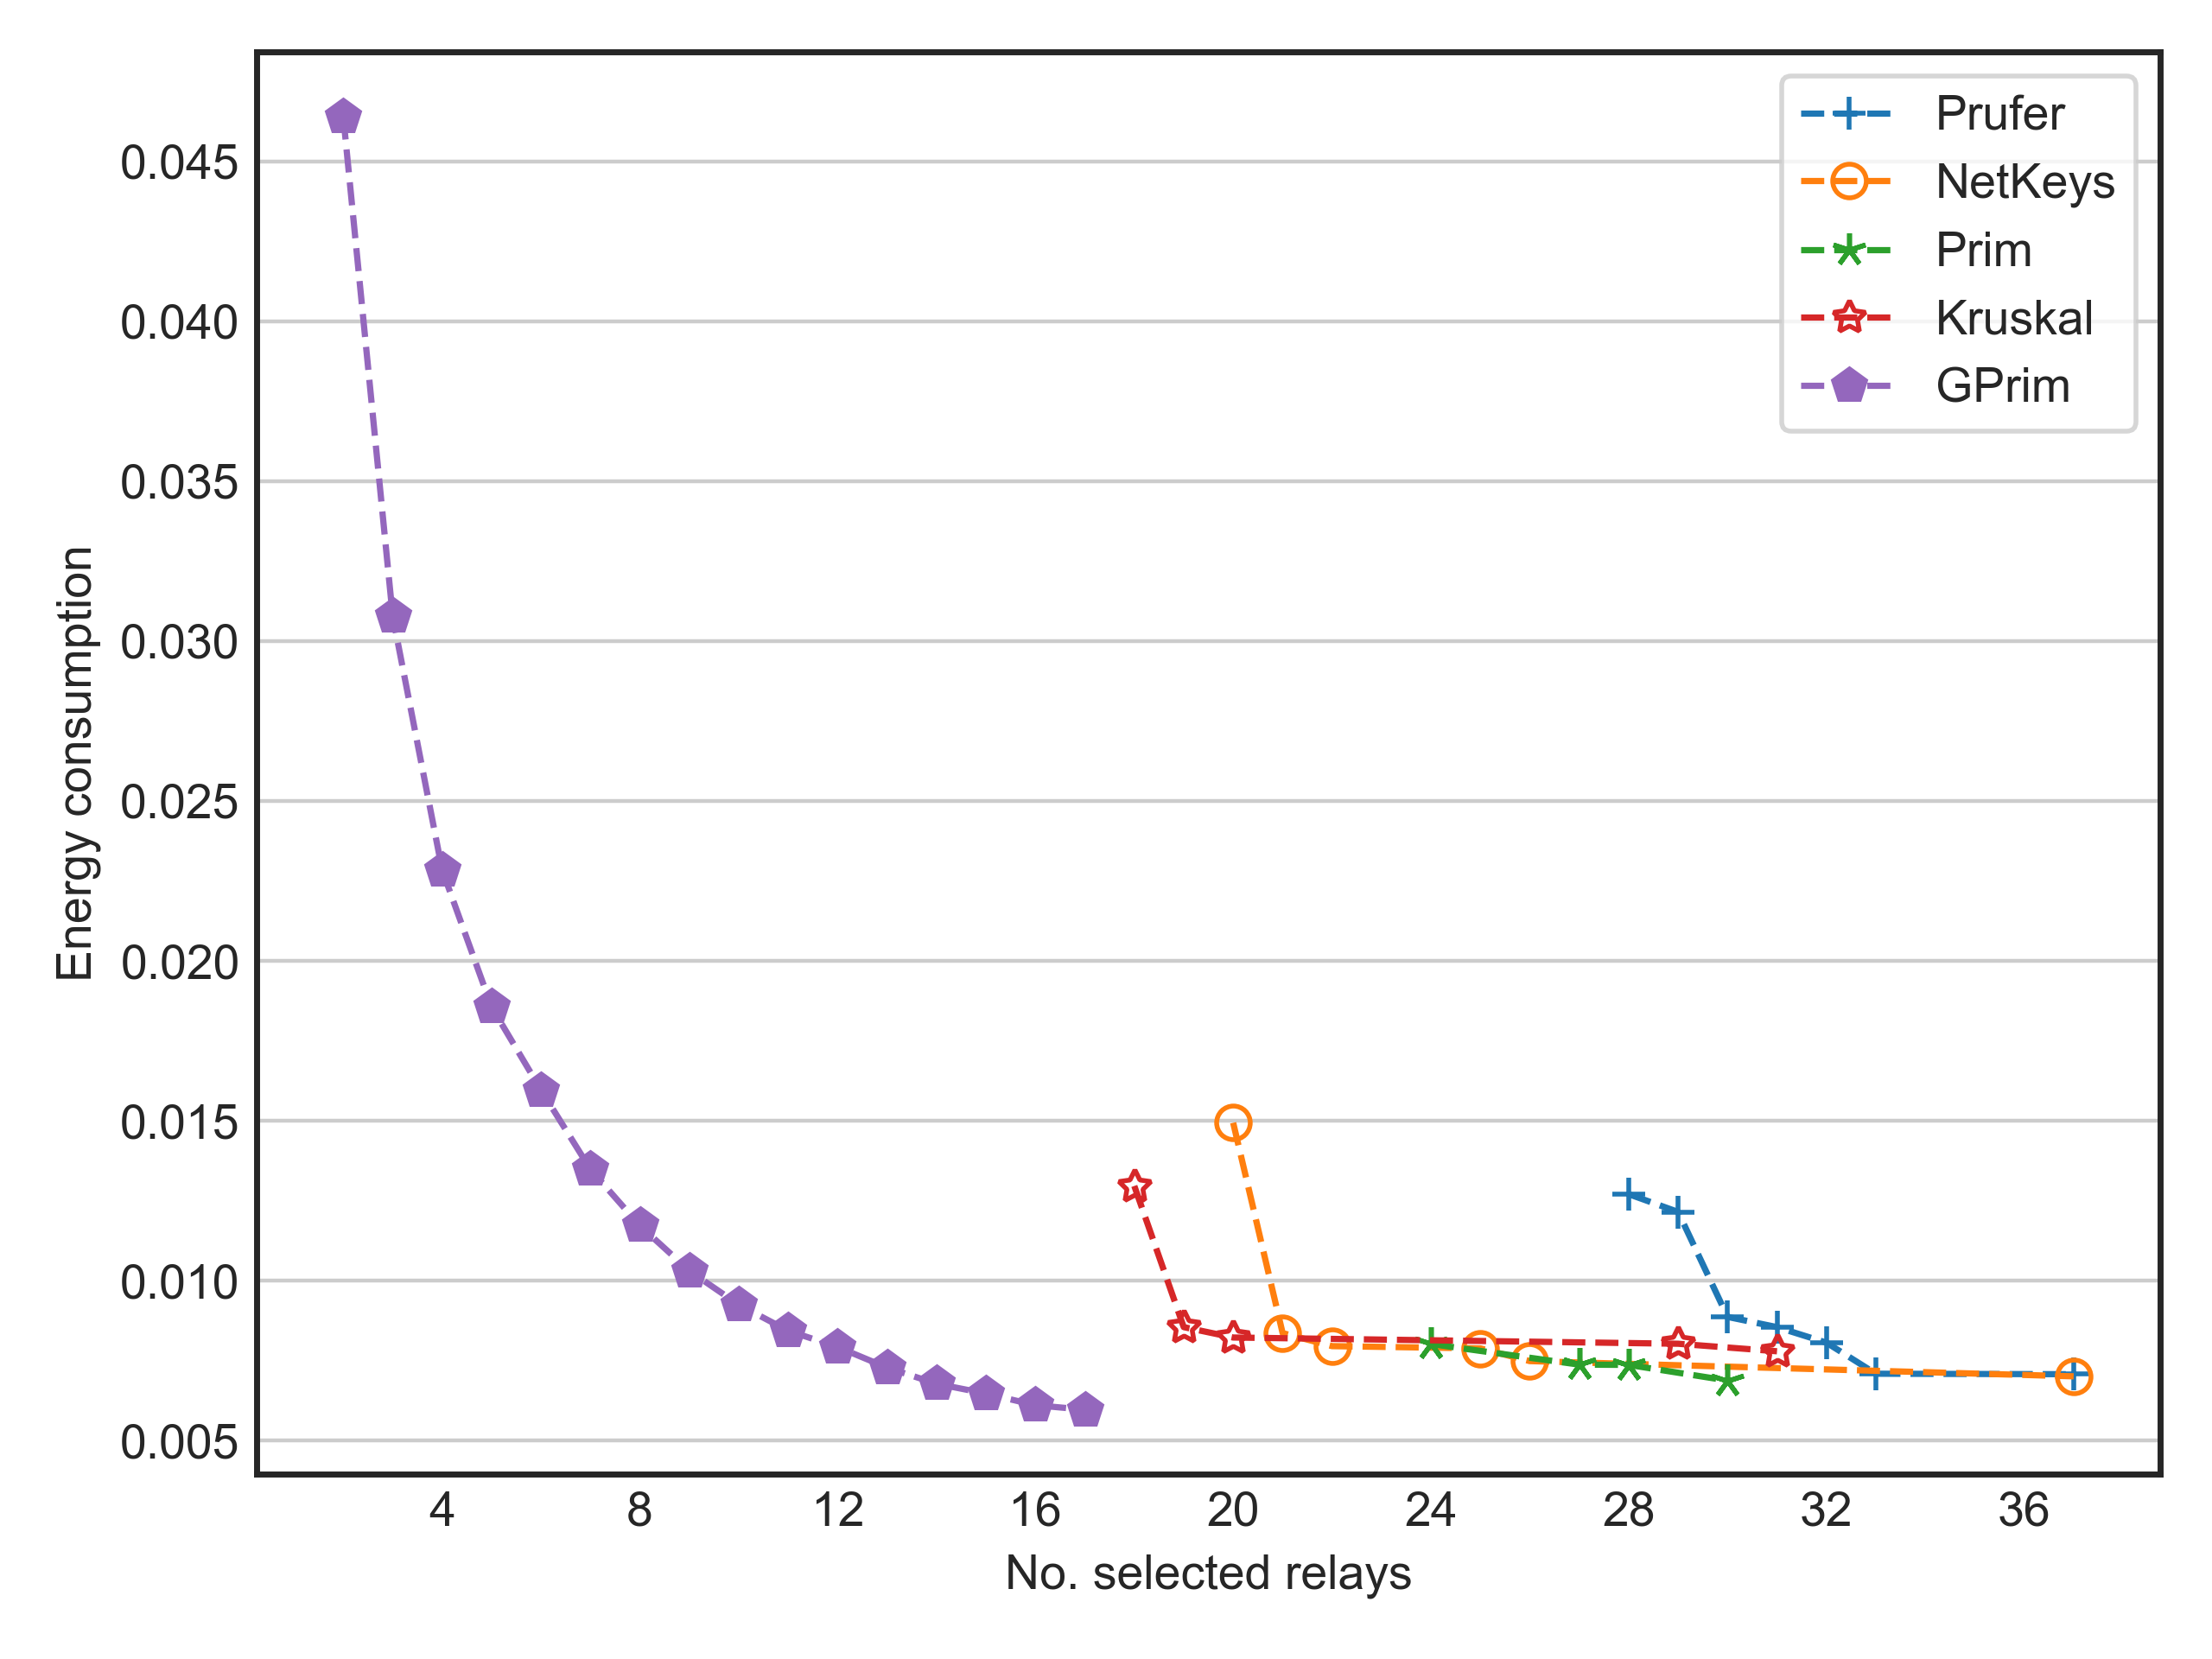 Prufer
NetKeys
Prim
Kruskal
GPrim
Energy consumption
0.045
0.040
0.035
0.030
0.025
0.020
0.015
0.010
0.005
4 8 12 16 20 24 28 32 36
No. selected relays